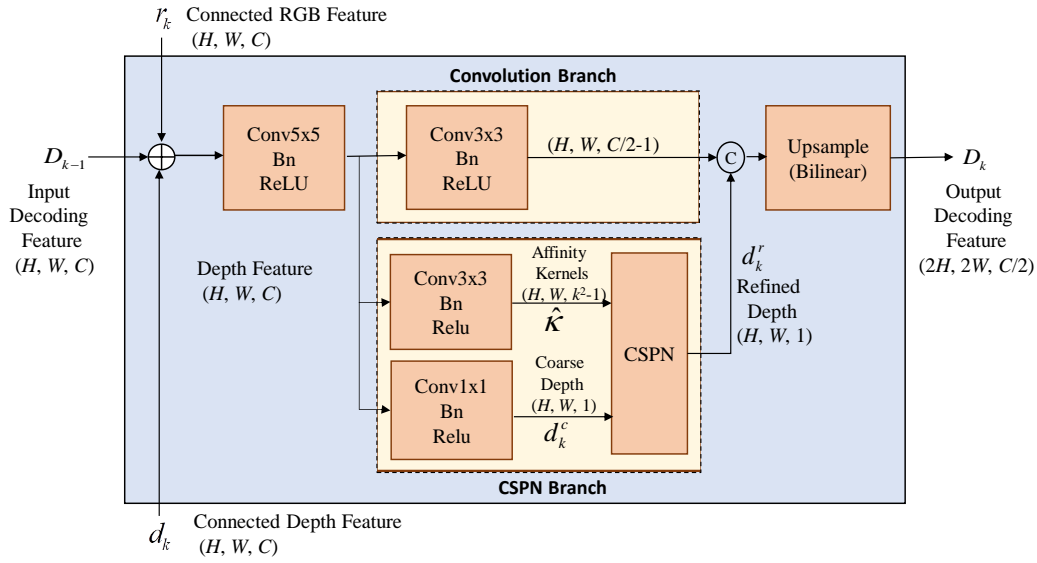 r_k Connected RGB Feature
(H, W, C)
Convolution Branch
D_{k-1}
Input
Decoding
Feature
(H, W, C)
Conv5x5
Bn
ReLU
Conv3x3
Bn
ReLU
(H, W, C/2-1)
C
Upsample
(Bilinear)
D_k
Output
Decoding
Feature
(2H, 2W, C/2)
Depth Feature
(H, W, C)
Conv3x3
Bn
Relu
Affinity
Kernels
(H, W, k²-1)
κ̂
Conv1x1
Bn
Relu
Coarse
Depth
(H, W, 1)
d_k^c
CSPN
d_k^r
Refined
Depth
(H, W, 1)
CSPN Branch
d_k Connected Depth Feature
(H, W, C)